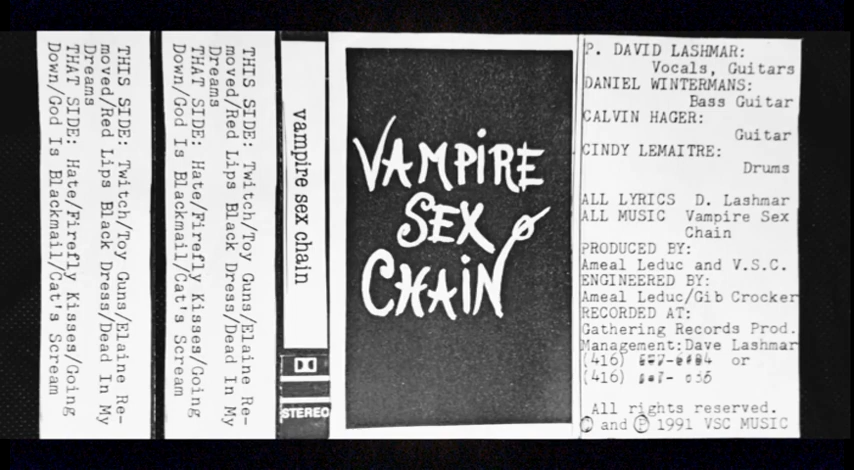 THIS SIDE: Twitch/Toy Guns/Elaine Re-
moved/Red Lips Black Dress/Dead In My
Dreams
THAT SIDE: Hate/Firefly Kisses/Going
Down/God Is Blackmail/Cat's Scream
THIS SIDE: Twitch/Toy Guns/Elaine Re-
moved/Red Lips Black Dress/Dead In My
Dreams
THAT SIDE: Hate/Firefly Kisses/Going
Down/God Is Blackmail/Cat's Scream
vampire sex chain
STEREO
VAMPiRE
SEX
CHAiN
P. DAVID LASHMAR:
Vocals, Guitars
DANIEL WINTERMANS:
Bass Guitar
CALVIN HAGER:
Guitar
CINDY LEMAITRE:
Drums
ALL LYRICS D. Lashmar
ALL MUSIC Vampire Sex
Chain
PRODUCED BY:
Ameal Leduc and V.S.C.
ENGINEERED BY:
Ameal Leduc/Gib Crocker
RECORDED AT:
Gathering Records Prod.
Management:Dave Lashmar
(416) or
(416)
All rights reserved.
© and ℗ 1991 VSC MUSIC